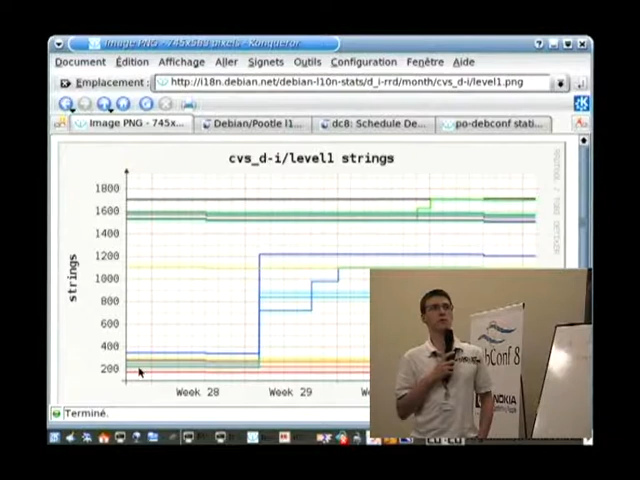 Image PNG - 745x583 pixels - Konqueror
Document Édition Affichage Aller Signets Outils Configuration Fenêtre Aide
Emplacement: http://i18n.debian.net/debian-l10n-stats/d_i-rrd/month/cvs_d-i/level1.png
Image PNG - 745x... Debian/Pootle l1... dc8: Schedule De... po-debconf stati...
cvs_d-i/level1 strings
1800
1600
1400
1200
1000
800
600
400
200
strings
Week 28 Week 29
Terminé.
bConf 8
NOKIA